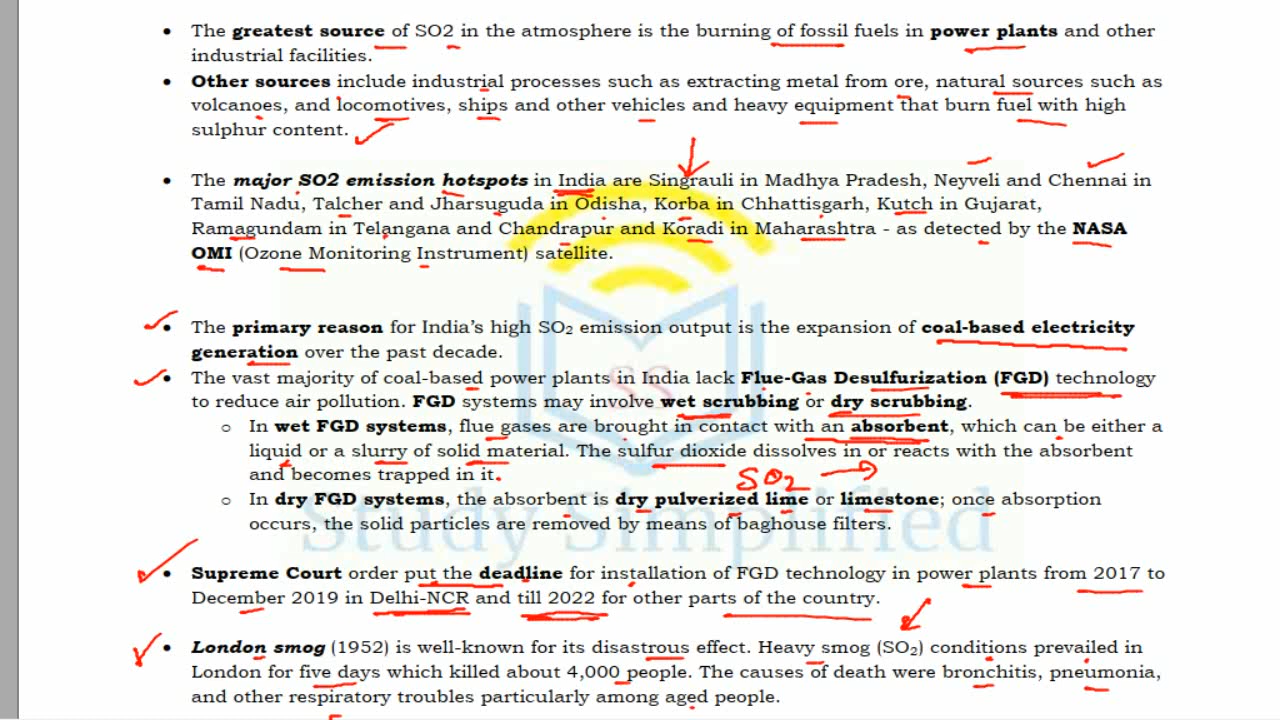 • The greatest source of SO2 in the atmosphere is the burning of fossil fuels in power plants and other
industrial facilities.
• Other sources include industrial processes such as extracting metal from ore, natural sources such as
volcanoes, and locomotives, ships and other vehicles and heavy equipment that burn fuel with high
sulphur content.
• The major SO2 emission hotspots in India are Singrauli in Madhya Pradesh, Neyveli and Chennai in
Tamil Nadu, Talcher and Jharsuguda in Odisha, Korba in Chhattisgarh, Kutch in Gujarat,
Ramagundam in Telangana and Chandrapur and Koradi in Maharashtra - as detected by the NASA
OMI (Ozone Monitoring Instrument) satellite.
• The primary reason for India's high SO₂ emission output is the expansion of coal-based electricity
generation over the past decade.
• The vast majority of coal-based power plants in India lack Flue-Gas Desulfurization (FGD) technology
to reduce air pollution. FGD systems may involve wet scrubbing or dry scrubbing.
SS
o In wet FGD systems, flue gases are brought in contact with an absorbent, which can be either a
liquid or a slurry of solid material. The sulfur dioxide dissolves in or reacts with the absorbent
and becomes trapped in it.
SO2 →
o In dry FGD systems, the absorbent is dry pulverized lime or limestone; once absorption
occurs, the solid particles are removed by means of baghouse filters.
Study Simplified
• Supreme Court order put the deadline for installation of FGD technology in power plants from 2017 to
December 2019 in Delhi-NCR and till 2022 for other parts of the country.
• London smog (1952) is well-known for its disastrous effect. Heavy smog (SO₂) conditions prevailed in
London for five days which killed about 4,000 people. The causes of death were bronchitis, pneumonia,
and other respiratory troubles particularly among aged people.